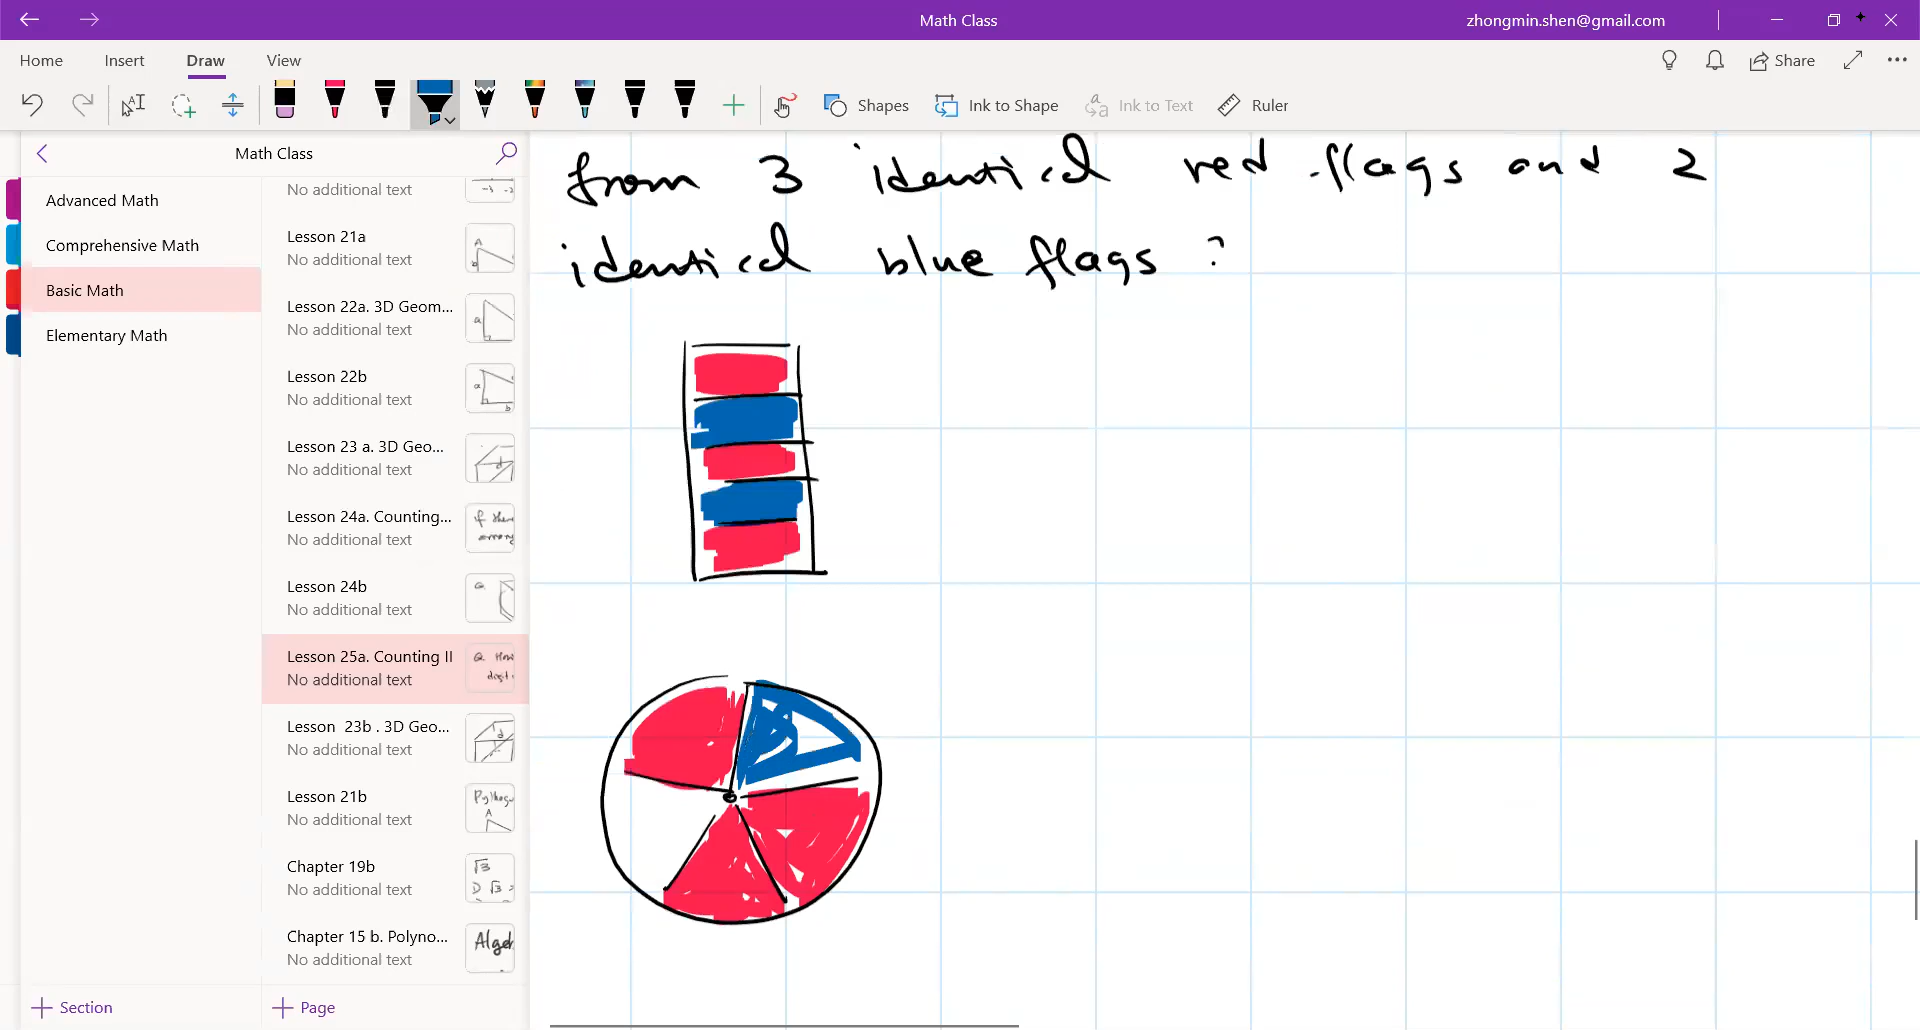 Math Class
zhongmin.shen@gmail.com
Home Insert Draw View
Share
Shapes Ink to Shape Ink to Text Ruler
Math Class
Advanced Math
Comprehensive Math
Basic Math
Elementary Math
No additional text
Lesson 21a
No additional text
Lesson 22a. 3D Geom...
No additional text
Lesson 22b
No additional text
Lesson 23 a. 3D Geo...
No additional text
Lesson 24a. Counting...
No additional text
Lesson 24b
No additional text
Lesson 25a. Counting II
No additional text
Lesson 23b . 3D Geo...
No additional text
Lesson 21b
No additional text
Chapter 19b
No additional text
Chapter 15 b. Polyno...
No additional text
Section
Page
from 3 identical red flags and 2
identical blue flags ?